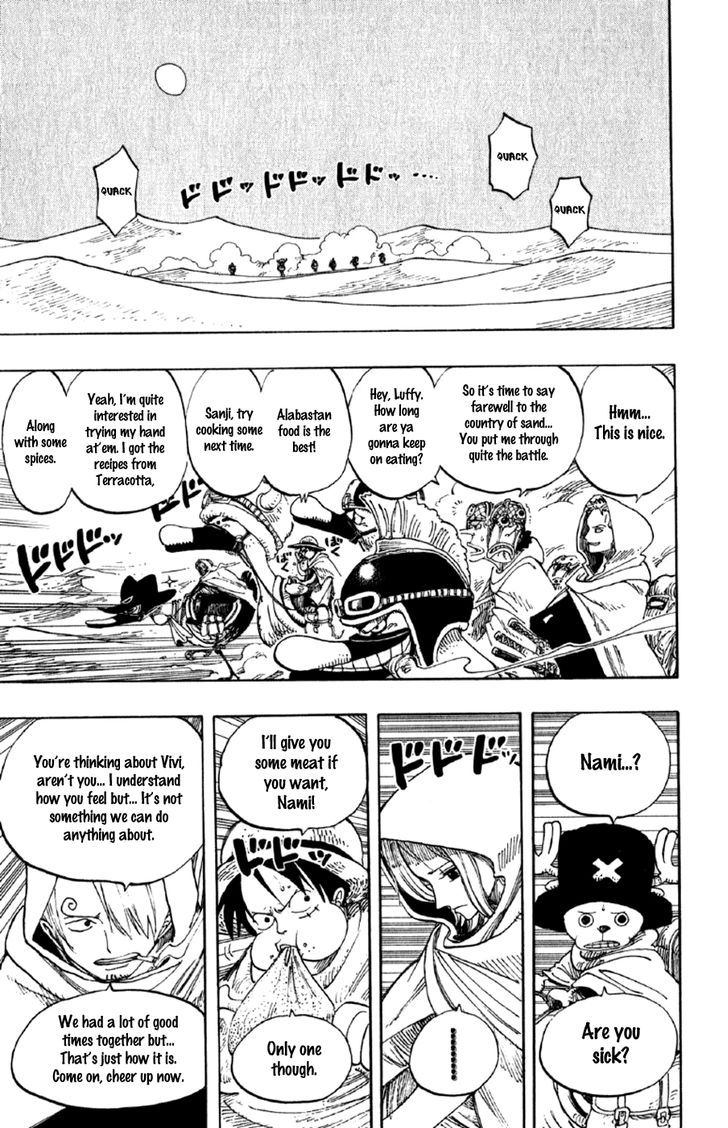 QUACK
QUACK
ドドドッドドッドドッ・・・・
QUACK
Hmm...
This is nice.
So it's time to say
farewell to the
country of sand...
You put me through
quite the battle.
Hey, Luffy.
How long
are ya
gonna keep
on eating?
Alabastan
food is the
best!
Sanji, try
cooking some
next time.
Yeah, I'm quite
interested in
trying my hand
at'em. I got the
recipes from
Terracotta,
Along
with some
spices.
ばく
ばく
ドドドッ
ドドドッ
Nami...?
Are you
sick?
ドドドドッ
..........
I'll give you
some meat if
you want,
Nami!
ドドドッ
Only one
though.
You're thinking about Vivi,
aren't you... I understand
how you feel but... It's not
something we can do
anything about.
We had a lot of good
times together but...
That's just how it is.
Come on, cheer up now.